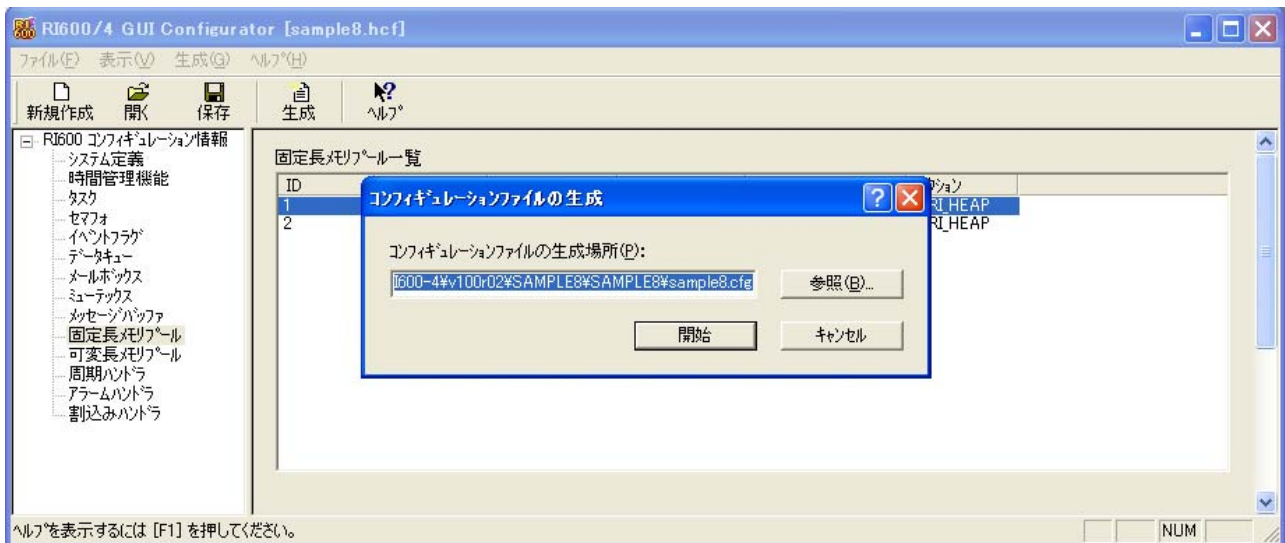 RI600/4 GUI Configurator [sample8.hcf]
ファイル(F) 表示(V) 生成(G) ヘルプ(H)
新規作成 開く 保存 生成 ヘルプ
RI600 コンフィギュレーション情報
システム定義
時間管理機能
タスク
セマフォ
イベントフラグ
データキュー
メールボックス
ミューテックス
メッセージバッファ
固定長メモリプール
可変長メモリプール
周期ハンドラ
アラームハンドラ
割込みハンドラ
固定長メモリプール一覧
ID
1 RI_HEAP
2 RI_HEAP
コンフィギュレーションファイルの生成
コンフィギュレーションファイルの生成場所(P):
I600-4¥v100r02¥SAMPLE8¥SAMPLE8¥sample8.cfg 参照(B)...
開始 キャンセル
ヘルプを表示するには [F1] を押してください。 NUM